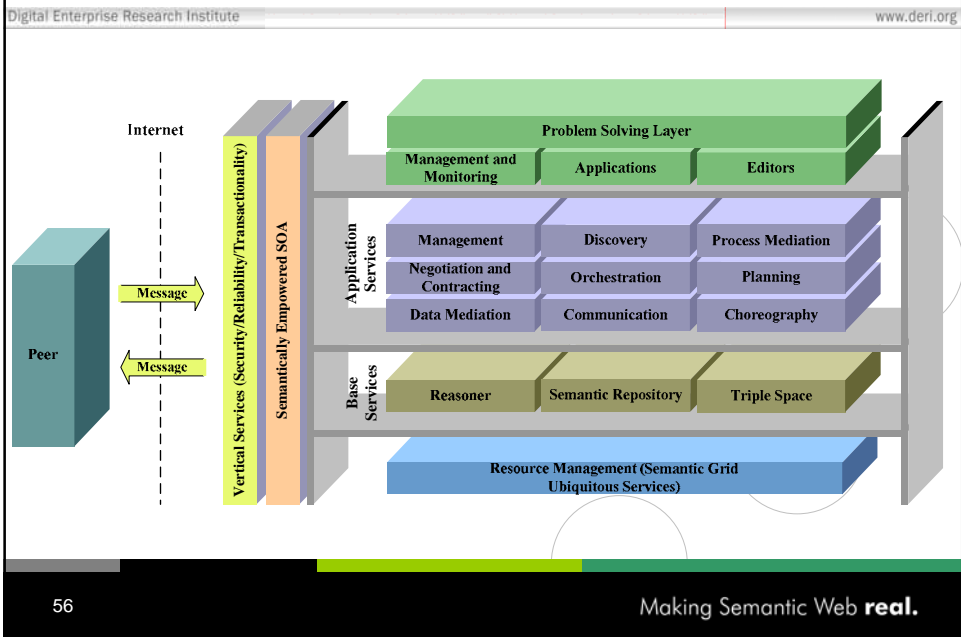 Digital Enterprise Research Institute
www.deri.org
Internet
Peer
Message
Message
Vertical Services (Security/Reliability/Transactionality)
Semantically Empowered SOA
Problem Solving Layer
Management and
Monitoring
Applications
Editors
Application
Services
Management
Discovery
Process Mediation
Negotiation and
Contracting
Orchestration
Planning
Data Mediation
Communication
Choreography
Base
Services
Reasoner
Semantic Repository
Triple Space
Resource Management (Semantic Grid
Ubiquitous Services)
56
Making Semantic Web real.